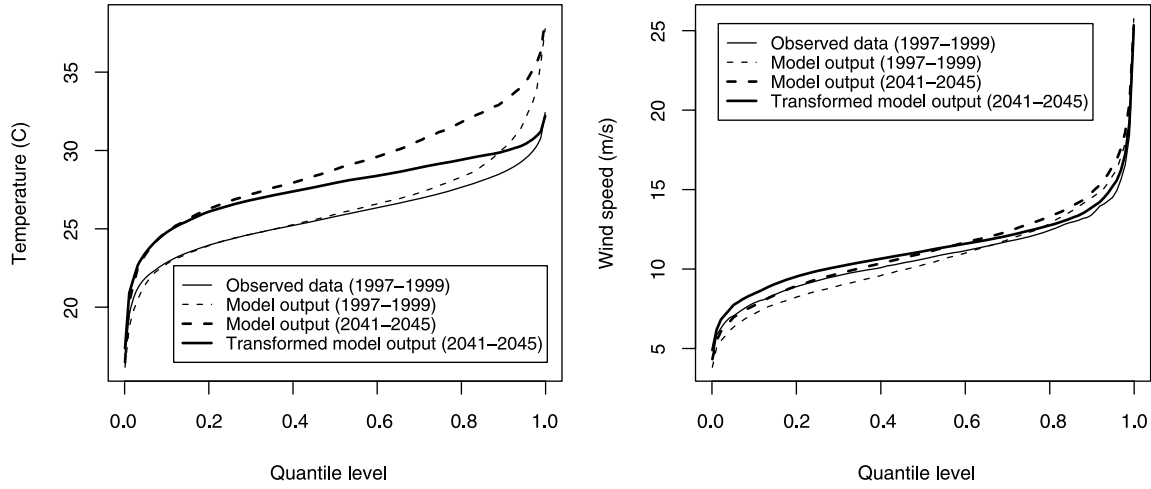 Temperature (C)
35
30
25
20
Observed data (1997–1999)
Model output (1997–1999)
Model output (2041–2045)
Transformed model output (2041–2045)
0.0 0.2 0.4 0.6 0.8 1.0
Quantile level
Wind speed (m/s)
25
20
15
10
5
Observed data (1997–1999)
Model output (1997–1999)
Model output (2041–2045)
Transformed model output (2041–2045)
0.0 0.2 0.4 0.6 0.8 1.0
Quantile level